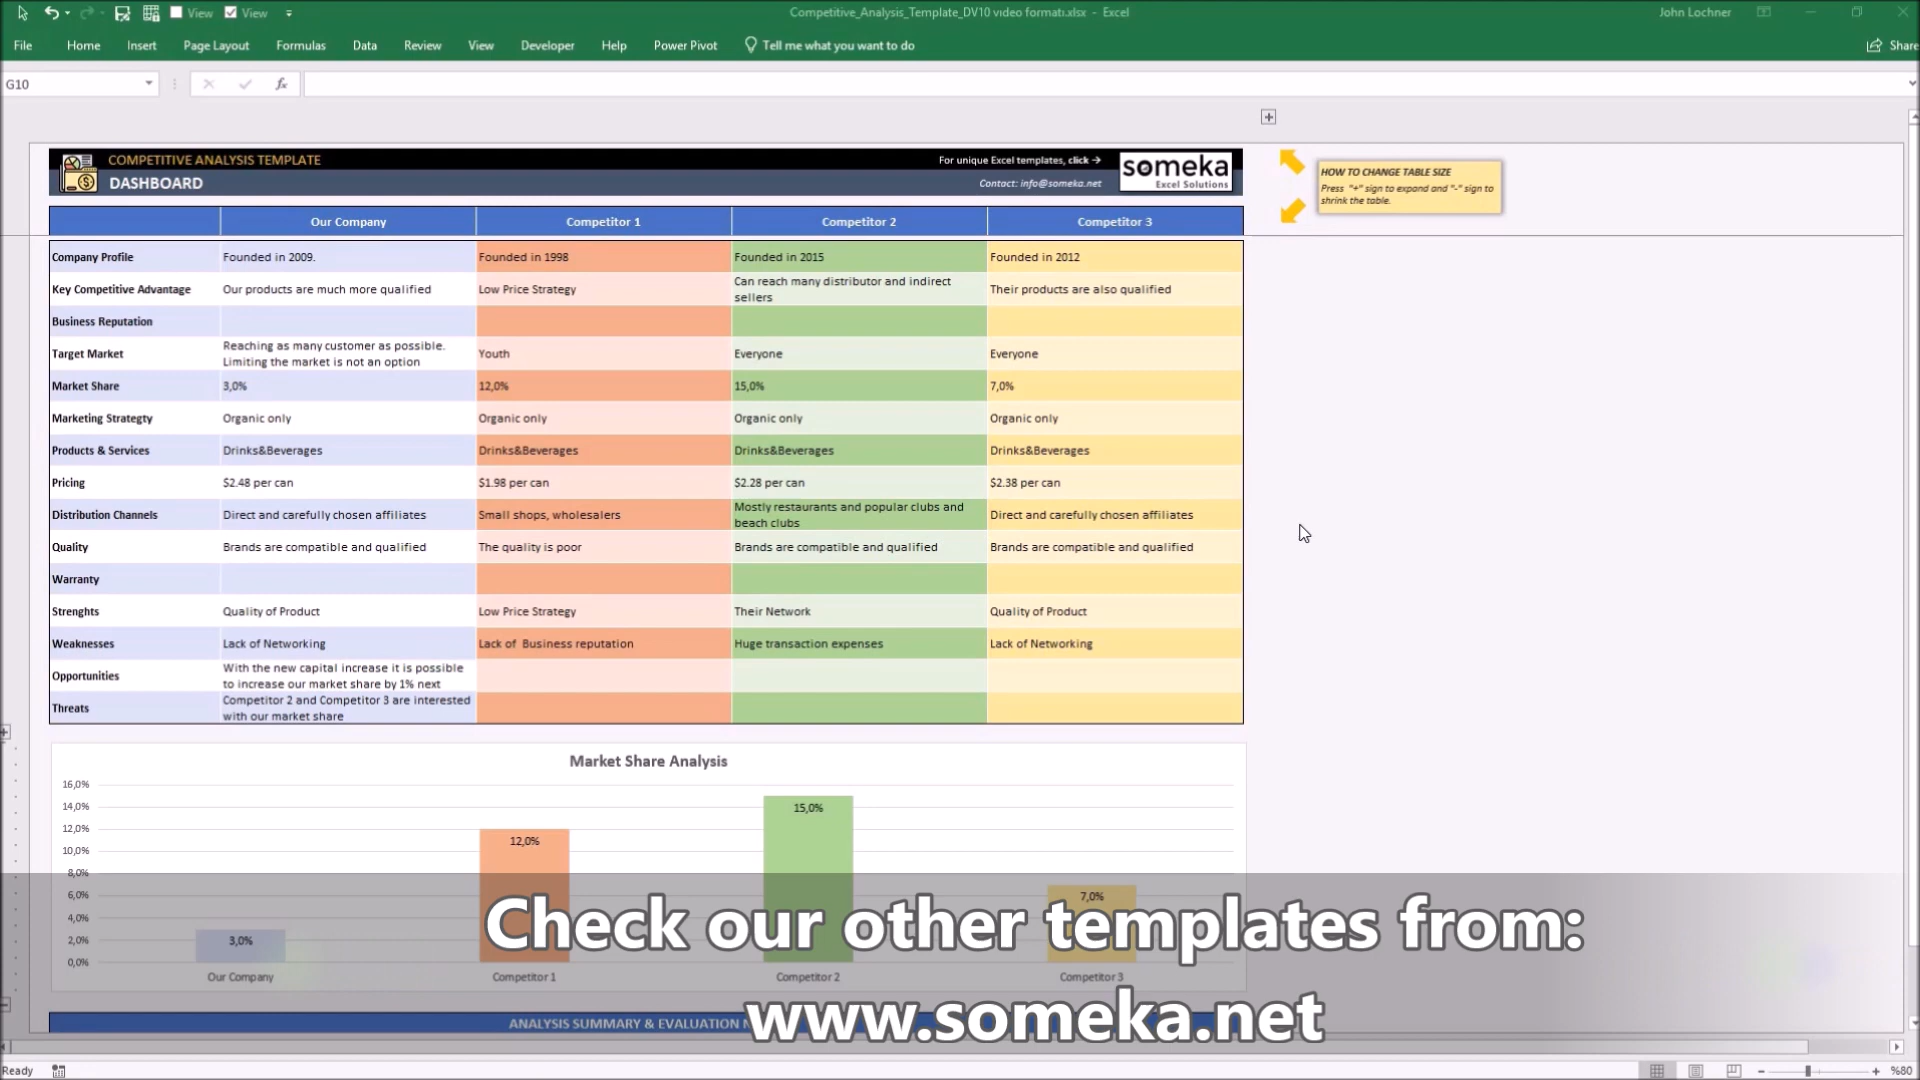 View
View
Competitive_Analysis_Template_DV10 video formatı.xlsx - Excel
John Lochner
File Home Insert Page Layout Formulas Data Review View Developer Help Power Pivot Tell me what you want to do Share
G10
fx
COMPETITIVE ANALYSIS TEMPLATE
DASHBOARD
For unique Excel templates, click →
Contact: info@someka.net
someka
Excel Solutions
HOW TO CHANGE TABLE SIZE
Press "+" sign to expand and "-" sign to
shrink the table.
Our Company Competitor 1 Competitor 2 Competitor 3
Company Profile Founded in 2009. Founded in 1998 Founded in 2015 Founded in 2012
Key Competitive Advantage Our products are much more qualified Low Price Strategy Can reach many distributor and indirect
sellers Their products are also qualified
Business Reputation
Target Market Reaching as many customer as possible.
Limiting the market is not an option Youth Everyone Everyone
Market Share 3,0% 12,0% 15,0% 7,0%
Marketing Strategty Organic only Organic only Organic only Organic only
Products & Services Drinks&Beverages Drinks&Beverages Drinks&Beverages Drinks&Beverages
Pricing $2.48 per can $1.98 per can $2.28 per can $2.38 per can
Distribution Channels Direct and carefully chosen affiliates Small shops, wholesalers Mostly restaurants and popular clubs and
beach clubs Direct and carefully chosen affiliates
Quality Brands are compatible and qualified The quality is poor Brands are compatible and qualified Brands are compatible and qualified
Warranty
Strenghts Quality of Product Low Price Strategy Their Network Quality of Product
Weaknesses Lack of Networking Lack of Business reputation Huge transaction expenses Lack of Networking
Opportunities With the new capital increase it is possible
to increase our market share by 1% next
Threats Competitor 2 and Competitor 3 are interested
with our market share
Market Share Analysis
16,0%
14,0%
12,0%
10,0%
8,0%
6,0%
4,0%
2,0%
0,0%
3,0% 12,0% 15,0% 7,0%
Our Company Competitor 1 Competitor 2 Competitor 3
Check our other templates from:
www.someka.net
ANALYSIS SUMMARY & EVALUATION
Ready
%80